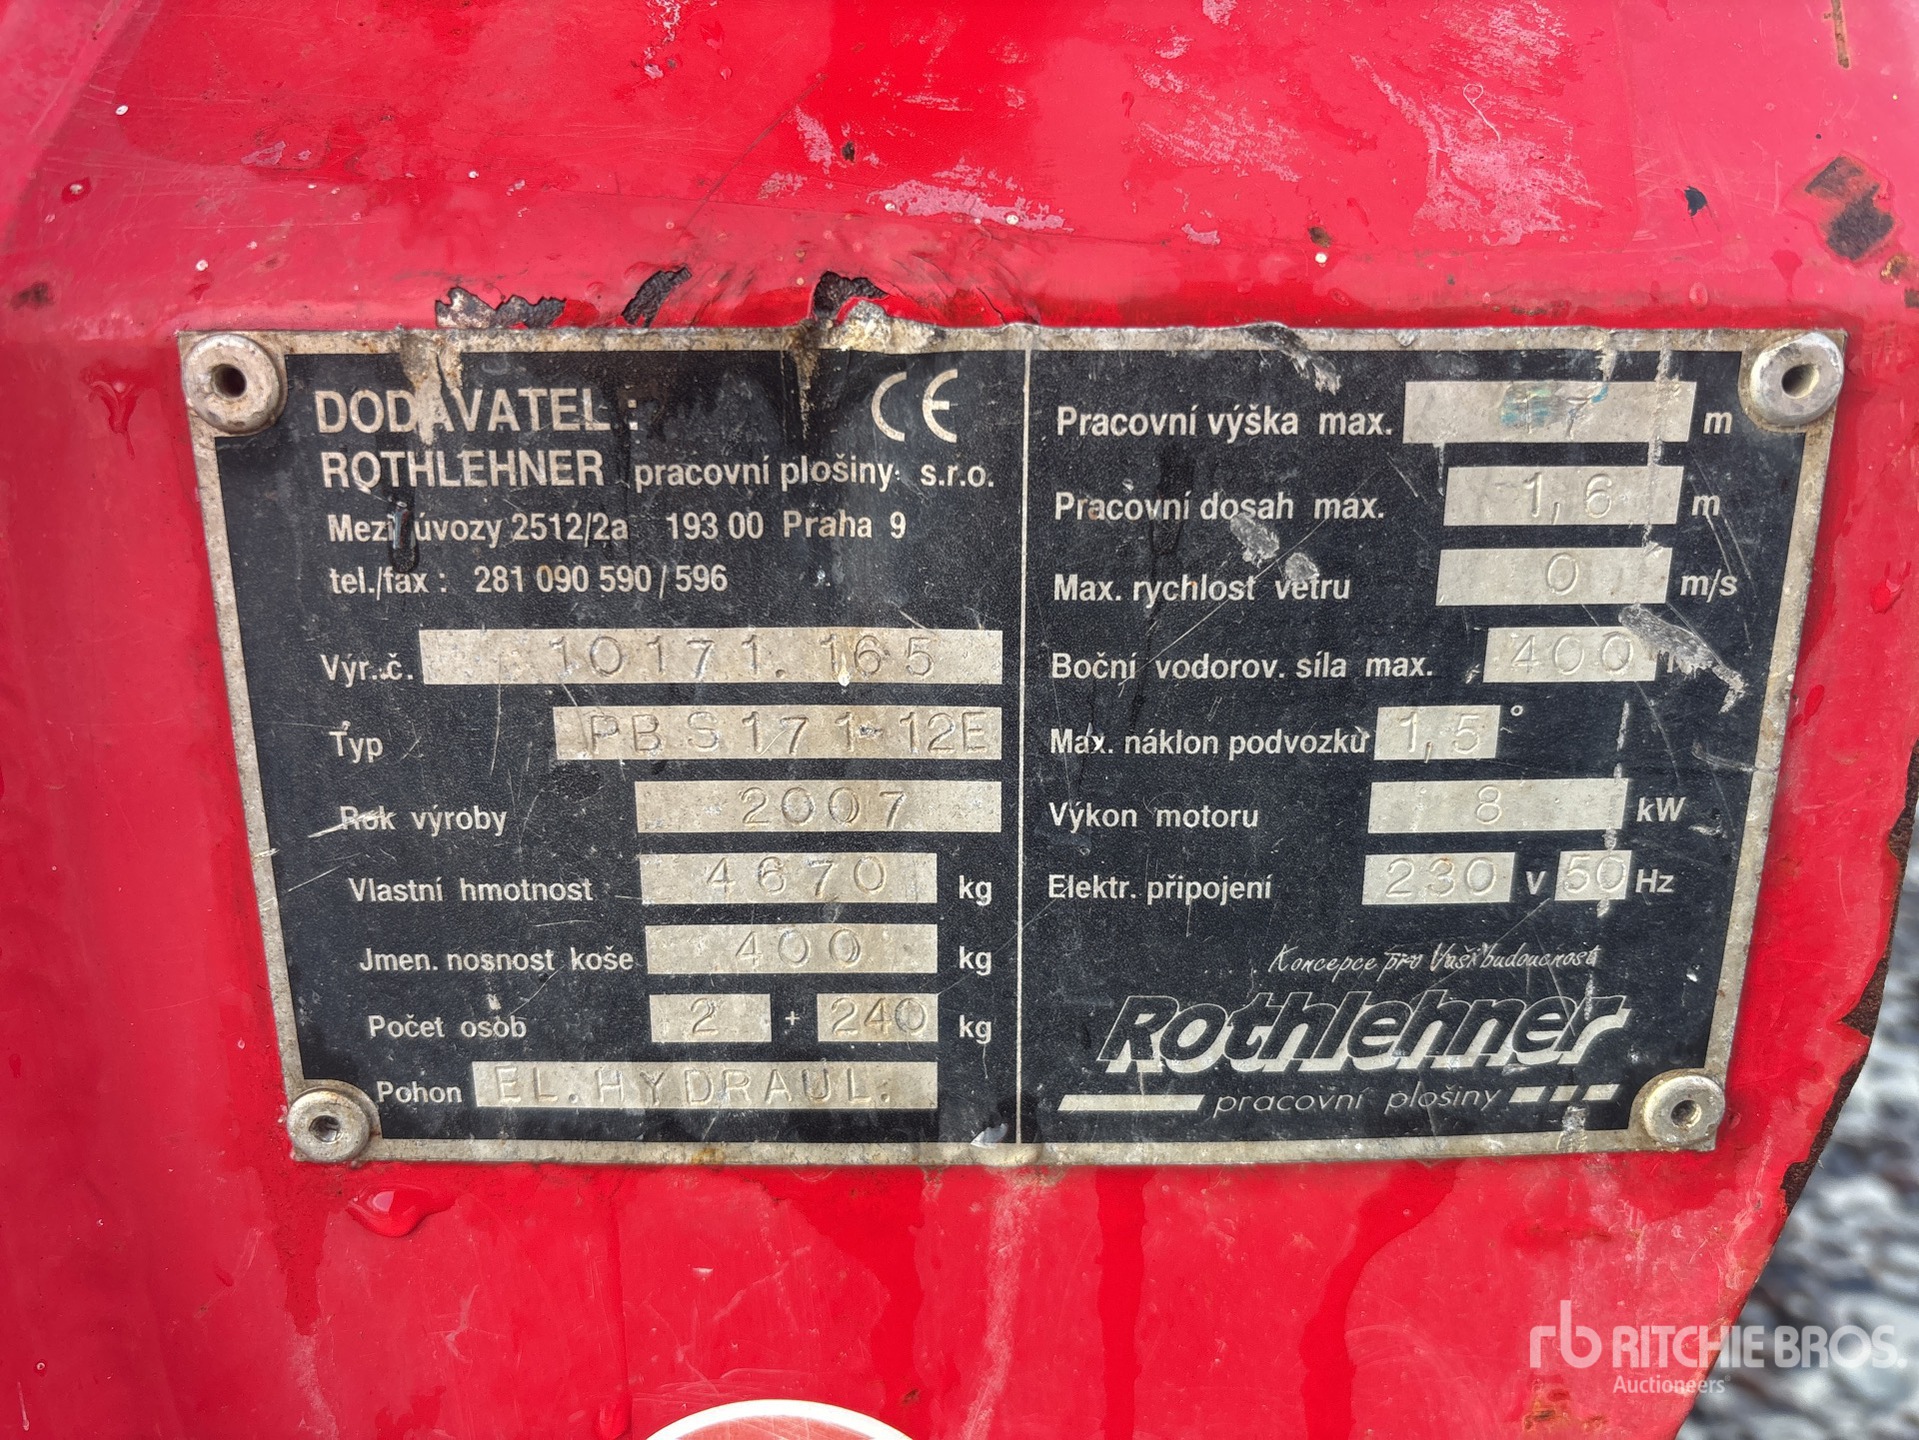 DODAVATEL : CE
ROTHLEHNER pracovní plošiny s.r.o.
Mezi úvozy 2512/2a 193 00 Praha 9
tel./fax : 281 090 590 / 596
Výr. č. 10171.165
Typ PBS171-12E
Rok výroby 2007
Vlastní hmotnost 4670 kg
Jmen. nosnost koše 400 kg
Počet osob 2 + 240 kg
Pohon EL.HYDRAUL.
Pracovní výška max. 17 m
Pracovní dosah max. 1,6 m
Max. rychlost větru 0 m/s
Boční vodorov. síla max. 400
Max. náklon podvozku 1,5 °
Výkon motoru 8 kW
Elektr. připojení 230 V 50 Hz
Koncepce pro Vaši budoucnost
Rothlehner
pracovní plošiny
rb RITCHIE BROS.
Auctioneers